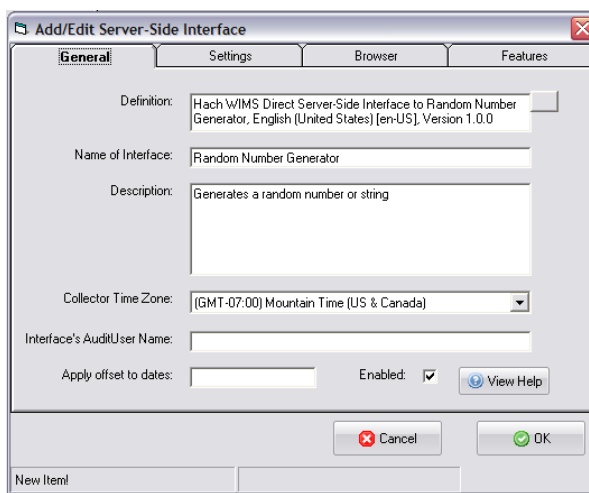 Add/Edit Server-Side Interface
General Settings Browser Features
Definition: Hach WIMS Direct Server-Side Interface to Random Number
Generator, English (United States) [en-US], Version 1.0.0
Name of Interface: Random Number Generator
Description: Generates a random number or string
Collector Time Zone: (GMT-07:00) Mountain Time (US & Canada)
Interface's AuditUser Name:
Apply offset to dates: Enabled: View Help
Cancel OK
New Item!